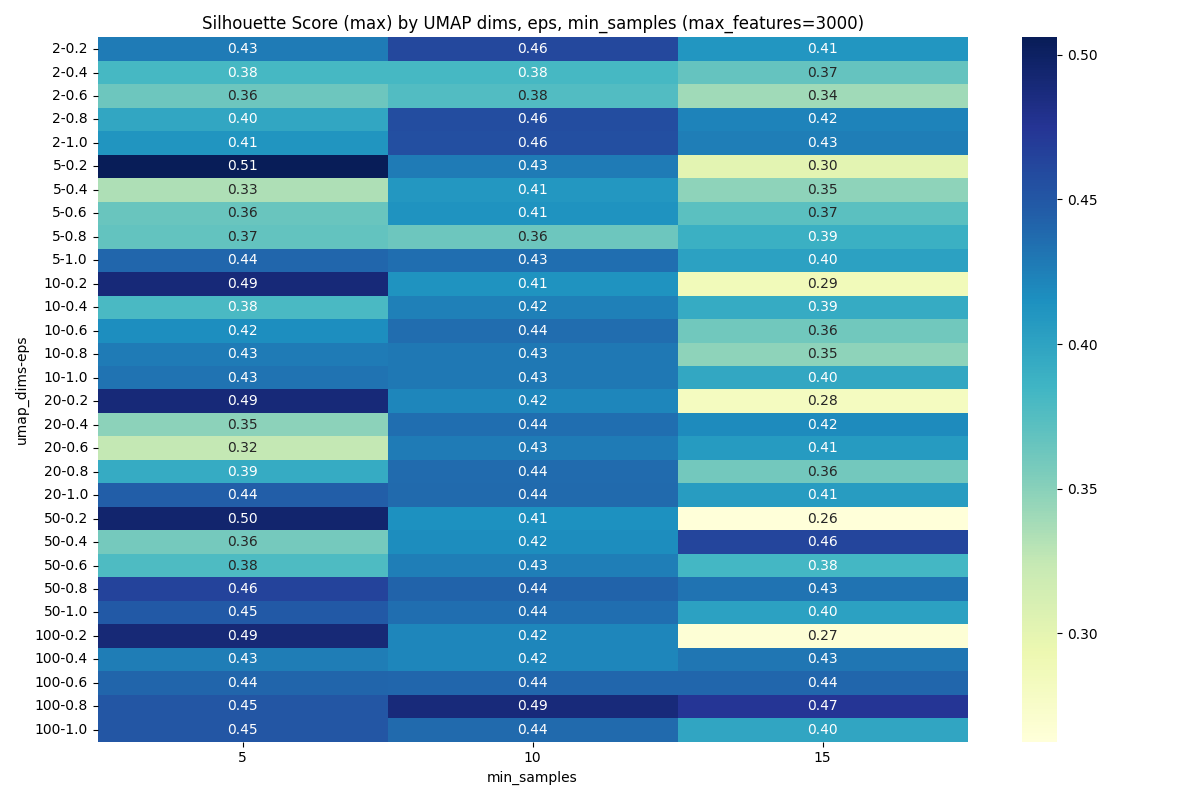 Silhouette Score (max) by UMAP dims, eps, min_samples (max_features=3000)
umap_dims-eps
2-0.2 0.43 0.46 0.41
2-0.4 0.38 0.38 0.37
2-0.6 0.36 0.38 0.34
2-0.8 0.40 0.46 0.42
2-1.0 0.41 0.46 0.43
5-0.2 0.51 0.43 0.30
5-0.4 0.33 0.41 0.35
5-0.6 0.36 0.41 0.37
5-0.8 0.37 0.36 0.39
5-1.0 0.44 0.43 0.40
10-0.2 0.49 0.41 0.29
10-0.4 0.38 0.42 0.39
10-0.6 0.42 0.44 0.36
10-0.8 0.43 0.43 0.35
10-1.0 0.43 0.43 0.40
20-0.2 0.49 0.42 0.28
20-0.4 0.35 0.44 0.42
20-0.6 0.32 0.43 0.41
20-0.8 0.39 0.44 0.36
20-1.0 0.44 0.44 0.41
50-0.2 0.50 0.41 0.26
50-0.4 0.36 0.42 0.46
50-0.6 0.38 0.43 0.38
50-0.8 0.46 0.44 0.43
50-1.0 0.45 0.44 0.40
100-0.2 0.49 0.42 0.27
100-0.4 0.43 0.42 0.43
100-0.6 0.44 0.44 0.44
100-0.8 0.45 0.49 0.47
100-1.0 0.45 0.44 0.40
5 10 15
min_samples
0.50
0.45
0.40
0.35
0.30